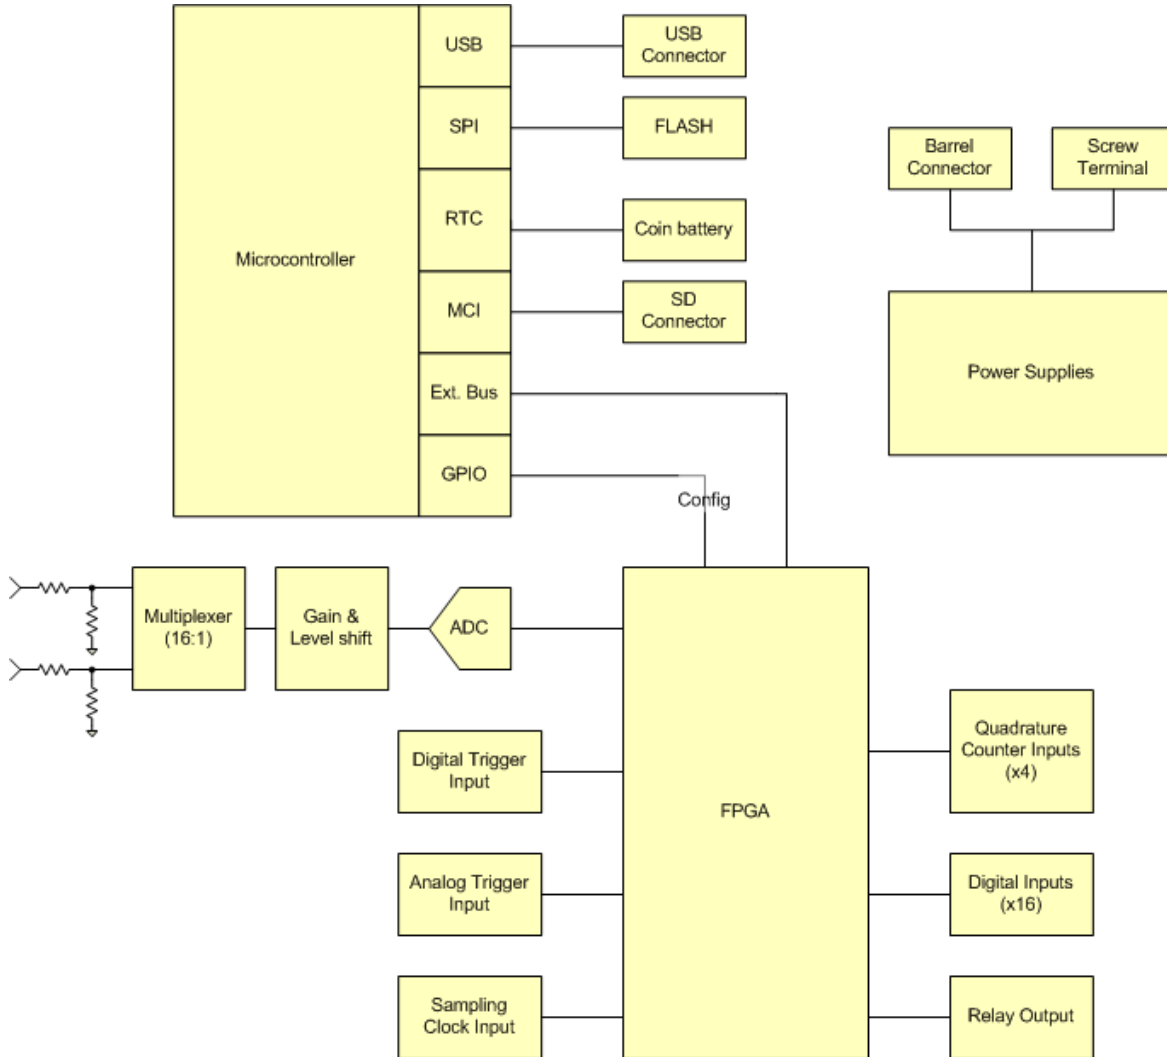 USB
USB
Connector
SPI
FLASH
Barrel
Connector
Screw
Terminal
RTC
Coin battery
Microcontroller
MCI
SD
Connector
Power Supplies
Ext. Bus
GPIO
Config
Multiplexer
(16:1)
Gain &
Level shift
ADC
Digital Trigger
Input
Quadrature
Counter Inputs
(x4)
FPGA
Analog Trigger
Input
Digital Inputs
(x16)
Sampling
Clock Input
Relay Output